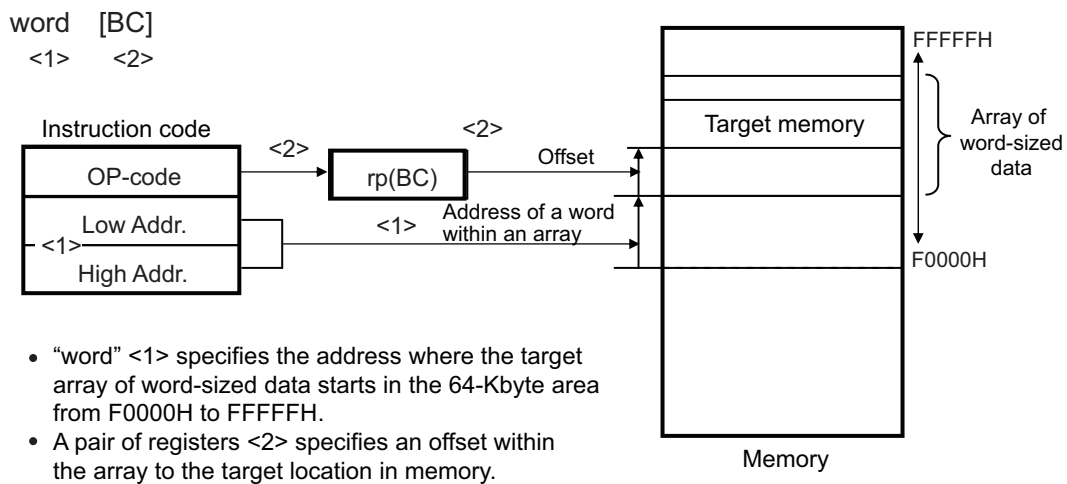 word [BC]
<1> <2>
Instruction code
OP-code
Low Addr.
<1>
High Addr.
<2>
rp(BC)
<2>
Offset
<1>
Address of a word
within an array
Target memory
FFFFFH
Array of
word-sized
data
F0000H
Memory
• “word” <1> specifies the address where the target
array of word-sized data starts in the 64-Kbyte area
from F0000H to FFFFFH.
• A pair of registers <2> specifies an offset within
the array to the target location in memory.